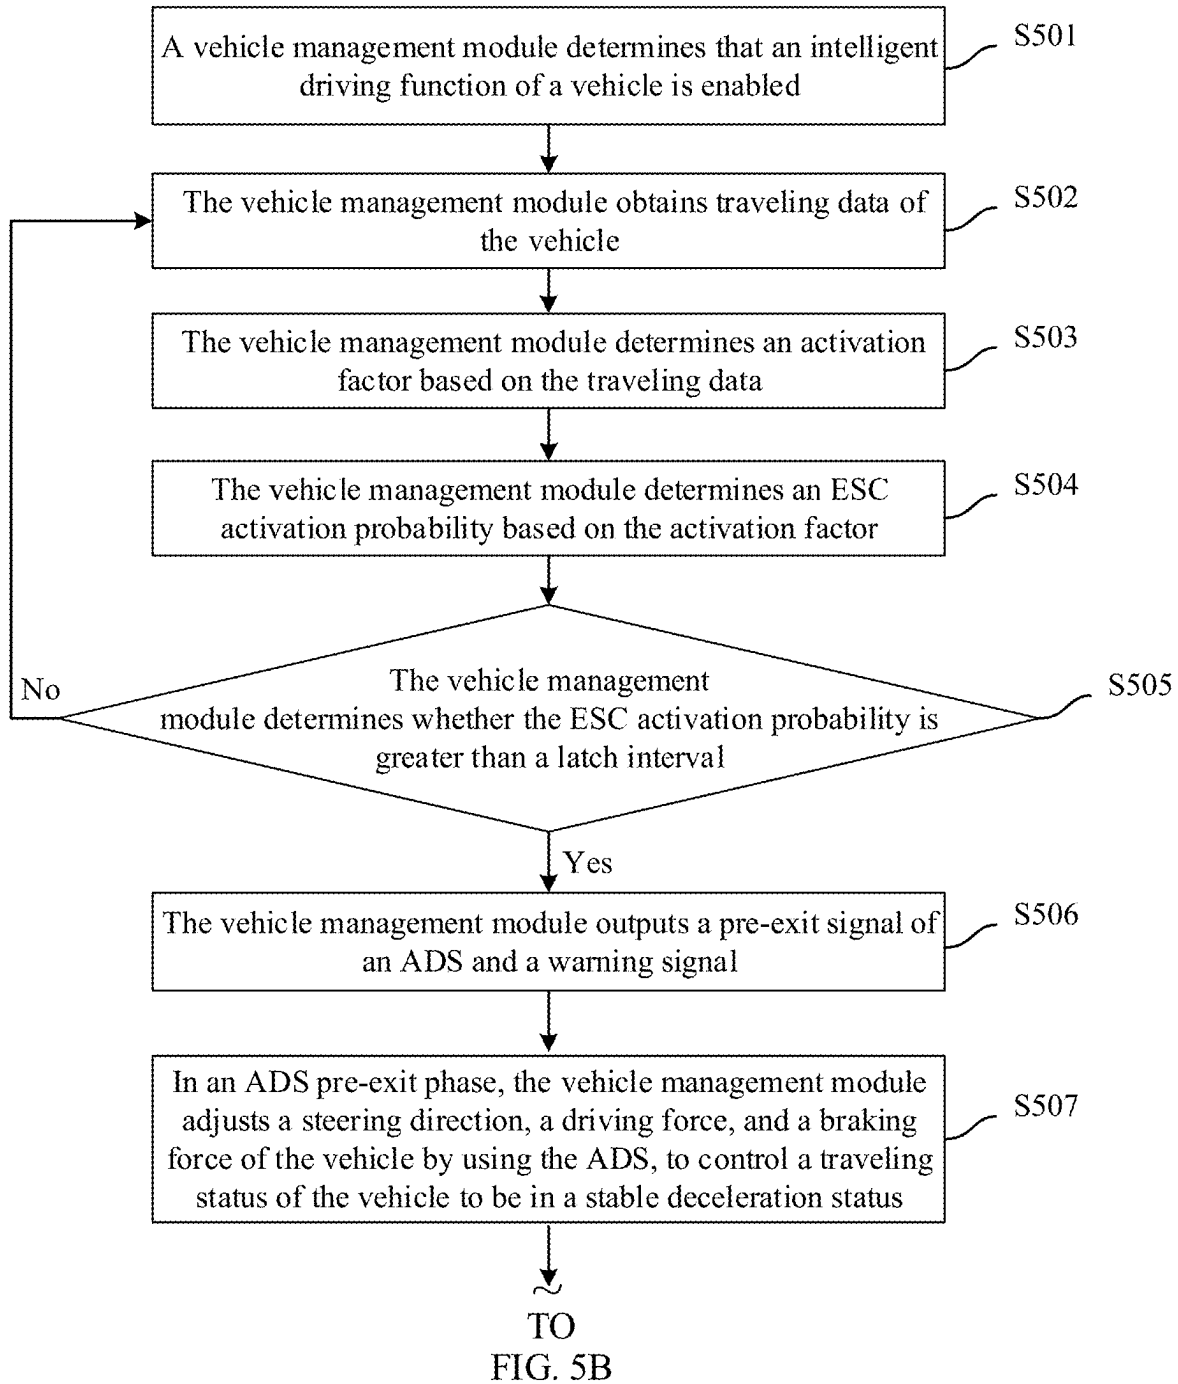 A vehicle management module determines that an intelligent
driving function of a vehicle is enabled
S501
The vehicle management module obtains traveling data of
the vehicle
S502
The vehicle management module determines an activation
factor based on the traveling data
S503
The vehicle management module determines an ESC
activation probability based on the activation factor
S504
The vehicle management
module determines whether the ESC activation probability is
greater than a latch interval
S505
No
Yes
The vehicle management module outputs a pre-exit signal of
an ADS and a warning signal
S506
In an ADS pre-exit phase, the vehicle management module
adjusts a steering direction, a driving force, and a braking
force of the vehicle by using the ADS, to control a traveling
status of the vehicle to be in a stable deceleration status
S507
~
TO
FIG. 5B